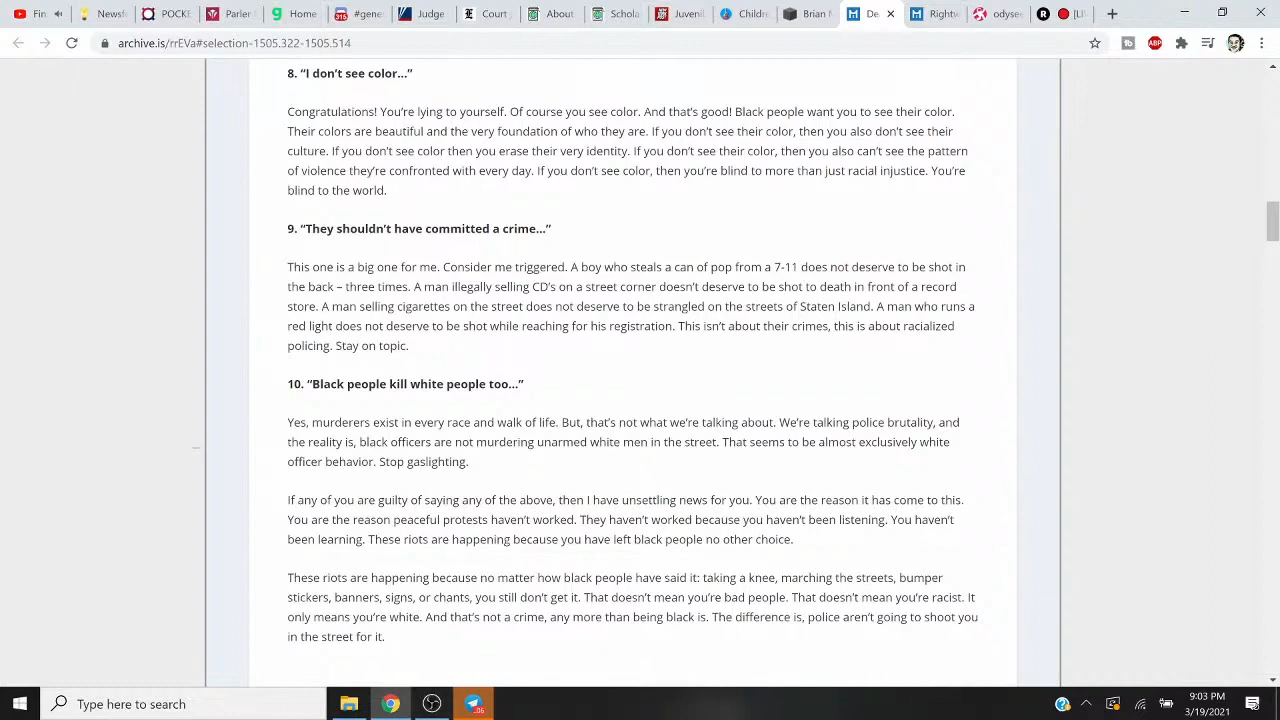 Fin
Newsf
POCKE
Parler
Home
#gene
Judge
Court
About
Schola
Juveni
Childre
Brian
De
Rightw
odysee
[LI
archive.is/rrEVa#selection-1505.322-1505.514
8. “I don’t see color…”
Congratulations! You’re lying to yourself. Of course you see color. And that’s good! Black people want you to see their color.
Their colors are beautiful and the very foundation of who they are. If you don’t see their color, then you also don’t see their
culture. If you don’t see color then you erase their very identity. If you don’t see their color, then you also can’t see the pattern
of violence they’re confronted with every day. If you don’t see color, then you’re blind to more than just racial injustice. You’re
blind to the world.
9. “They shouldn’t have committed a crime…”
This one is a big one for me. Consider me triggered. A boy who steals a can of pop from a 7-11 does not deserve to be shot in
the back – three times. A man illegally selling CD’s on a street corner doesn’t deserve to be shot to death in front of a record
store. A man selling cigarettes on the street does not deserve to be strangled on the streets of Staten Island. A man who runs a
red light does not deserve to be shot while reaching for his registration. This isn’t about their crimes, this is about racialized
policing. Stay on topic.
10. “Black people kill white people too…”
Yes, murderers exist in every race and walk of life. But, that’s not what we’re talking about. We’re talking police brutality, and
the reality is, black officers are not murdering unarmed white men in the street. That seems to be almost exclusively white
officer behavior. Stop gaslighting.
If any of you are guilty of saying any of the above, then I have unsettling news for you. You are the reason it has come to this.
You are the reason peaceful protests haven’t worked. They haven’t worked because you haven’t been listening. You haven’t
been learning. These riots are happening because you have left black people no other choice.
These riots are happening because no matter how black people have said it: taking a knee, marching the streets, bumper
stickers, banners, signs, or chants, you still don’t get it. That doesn’t mean you’re bad people. That doesn’t mean you’re racist. It
only means you’re white. And that’s not a crime, any more than being black is. The difference is, police aren’t going to shoot you
in the street for it.
Type here to search
9:03 PM
3/19/2021